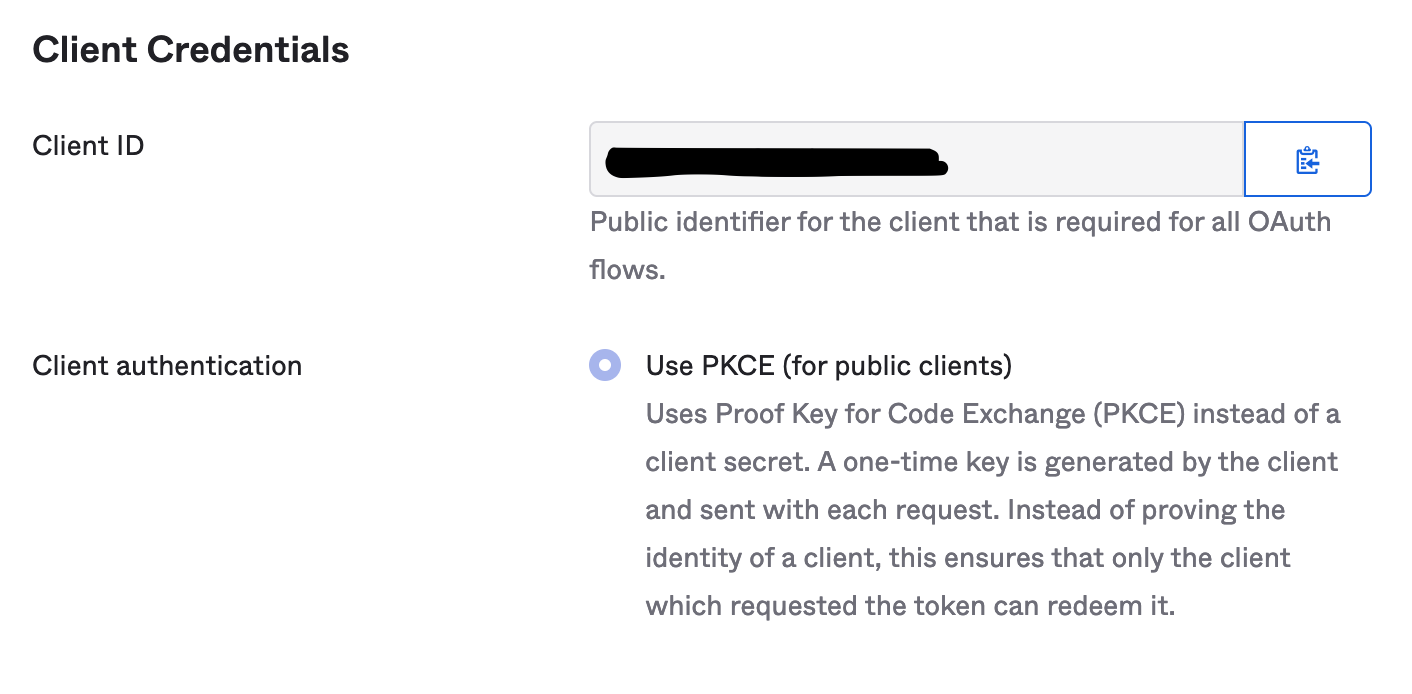 Client Credentials
Client ID
Public identifier for the client that is required for all OAuth
flows.
Client authentication
Use PKCE (for public clients)
Uses Proof Key for Code Exchange (PKCE) instead of a
client secret. A one-time key is generated by the client
and sent with each request. Instead of proving the
identity of a client, this ensures that only the client
which requested the token can redeem it.